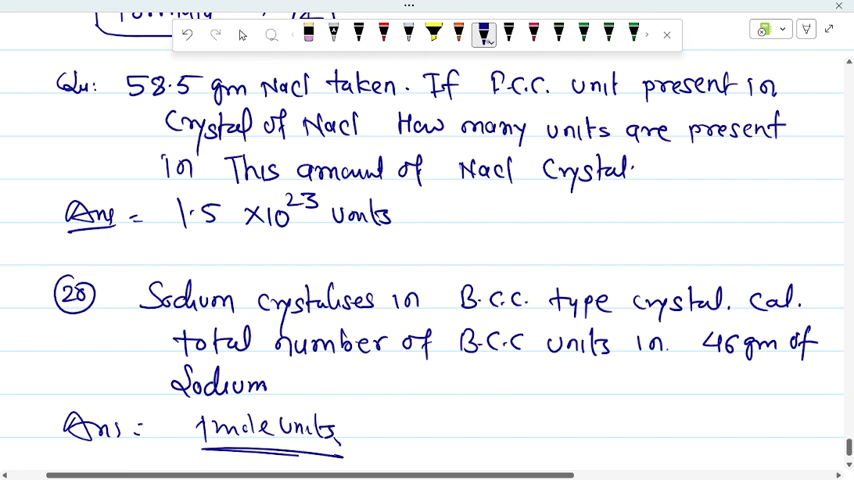 Formula
Qu: 58.5 gm Nacl taken. If F.C.C. unit present in
Crystal of Nacl How many units are present
in This amount of Nacl Crystal.
Ans = 1.5 ×10²³ units
(28) Sodium crystalises in B.C.C. type crystal. Cal.
total number of B.C.C units in. 46 gm of
Sodium
Ans = 1 mole units